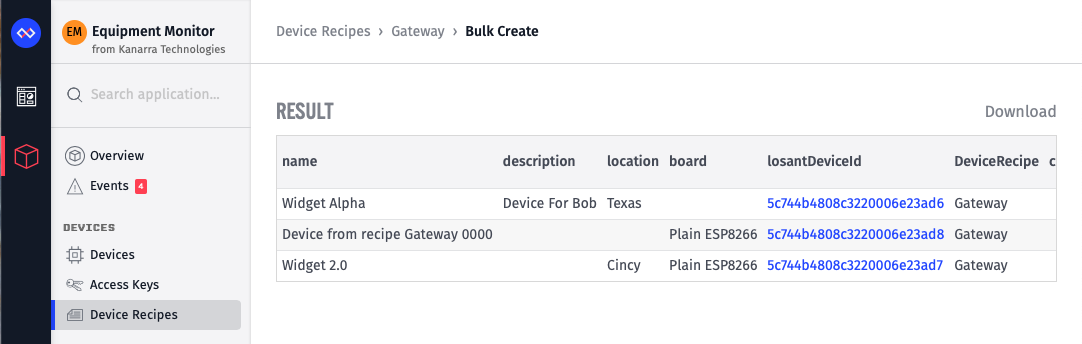 EM Equipment Monitor
from Kanarra Technologies
Device Recipes › Gateway › Bulk Create
Search application...
Overview
Events 4
DEVICES
Devices
Access Keys
Device Recipes
RESULT Download
name description location board losantDeviceId DeviceRecipe c
Widget Alpha Device For Bob Texas 5c744b4808c3220006e23ad6 Gateway
Device from recipe Gateway 0000 Plain ESP8266 5c744b4808c3220006e23ad8 Gateway
Widget 2.0 Cincy Plain ESP8266 5c744b4808c3220006e23ad7 Gateway